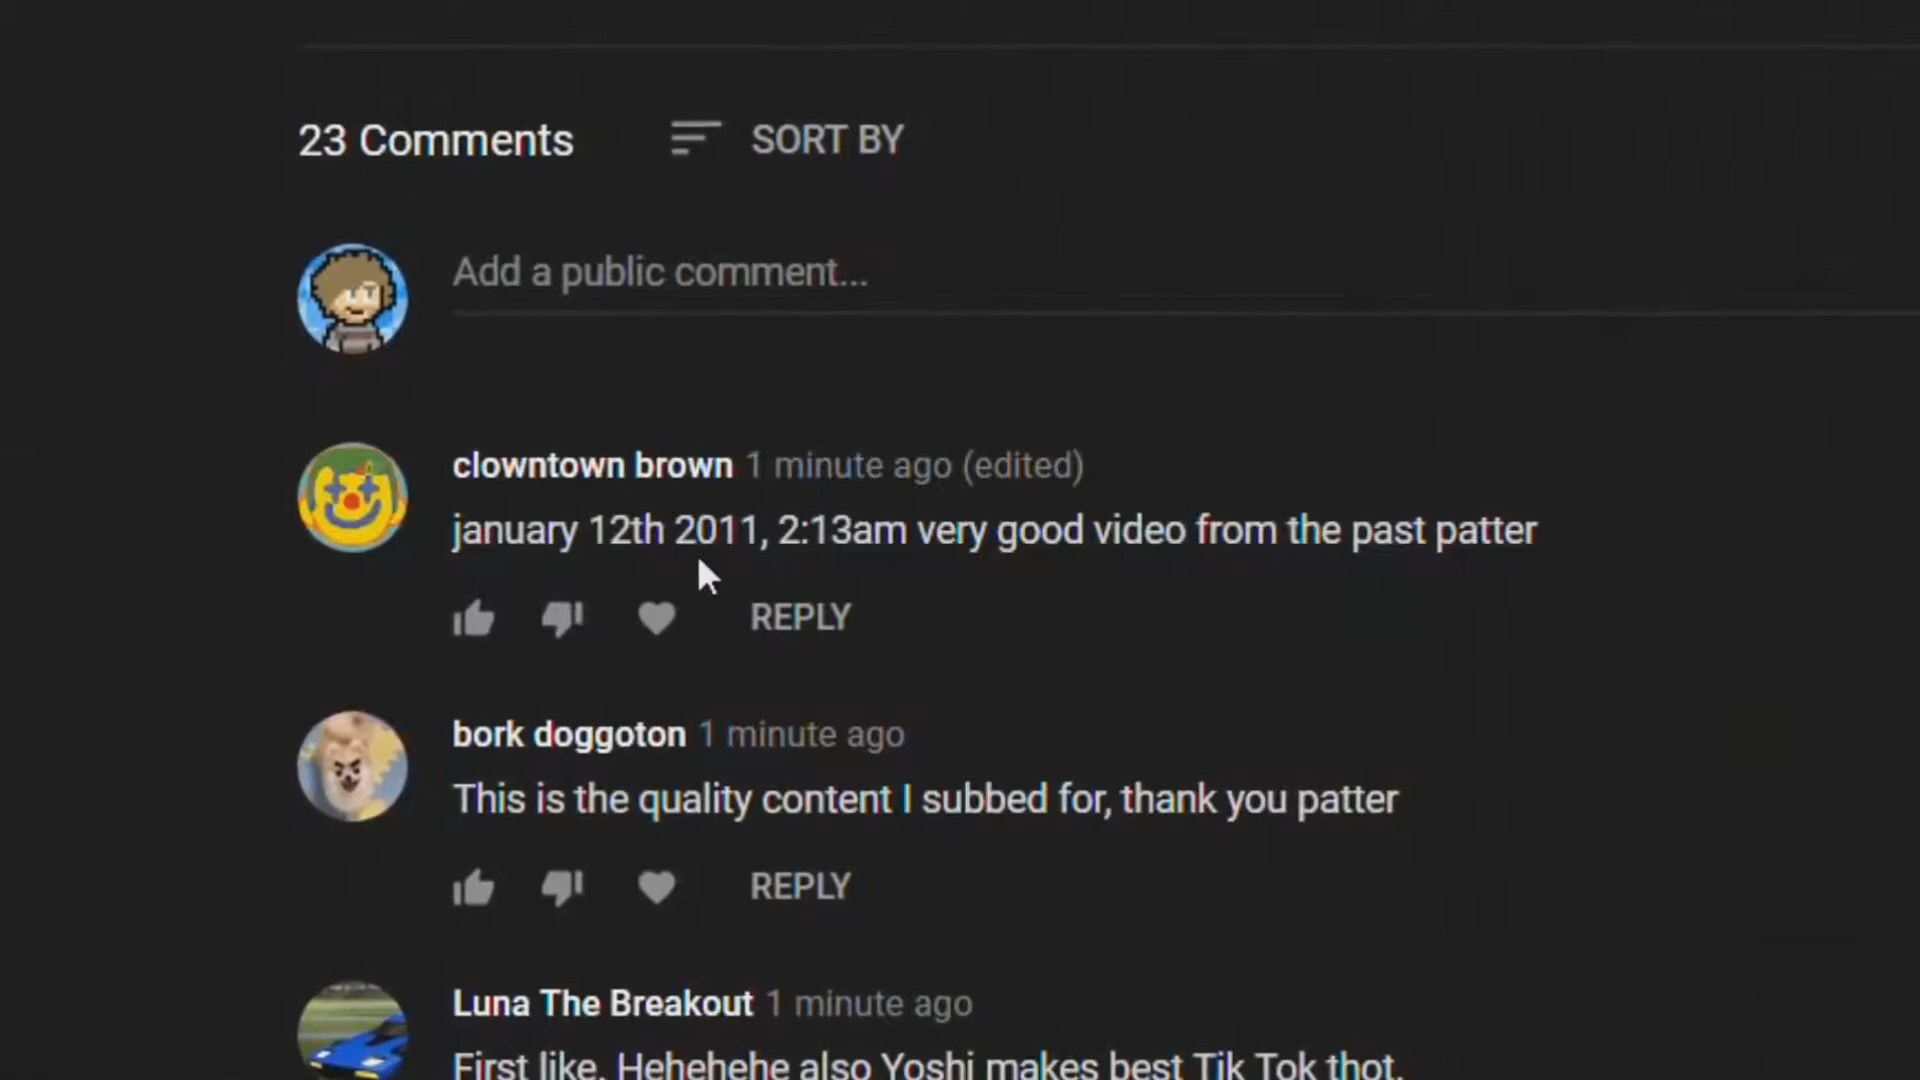 23 Comments SORT BY
Add a public comment...
clowntown brown 1 minute ago (edited)
january 12th 2011, 2:13am very good video from the past patter
REPLY
bork doggoton 1 minute ago
This is the quality content I subbed for, thank you patter
REPLY
Luna The Breakout 1 minute ago
First like. Hehehehe also Yoshi makes best Tik Tok thot.